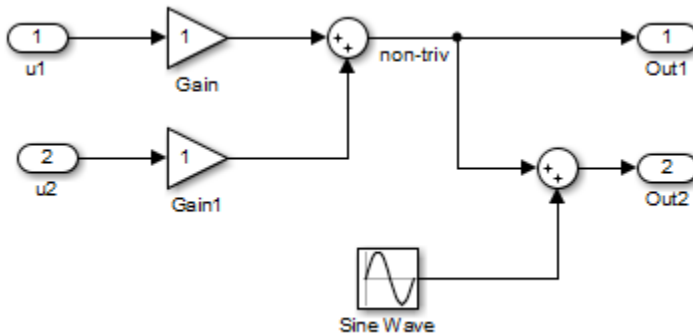 1
u1
1
Gain
++
non-triv
1
Out1
2
u2
1
Gain1
++
2
Out2
Sine Wave